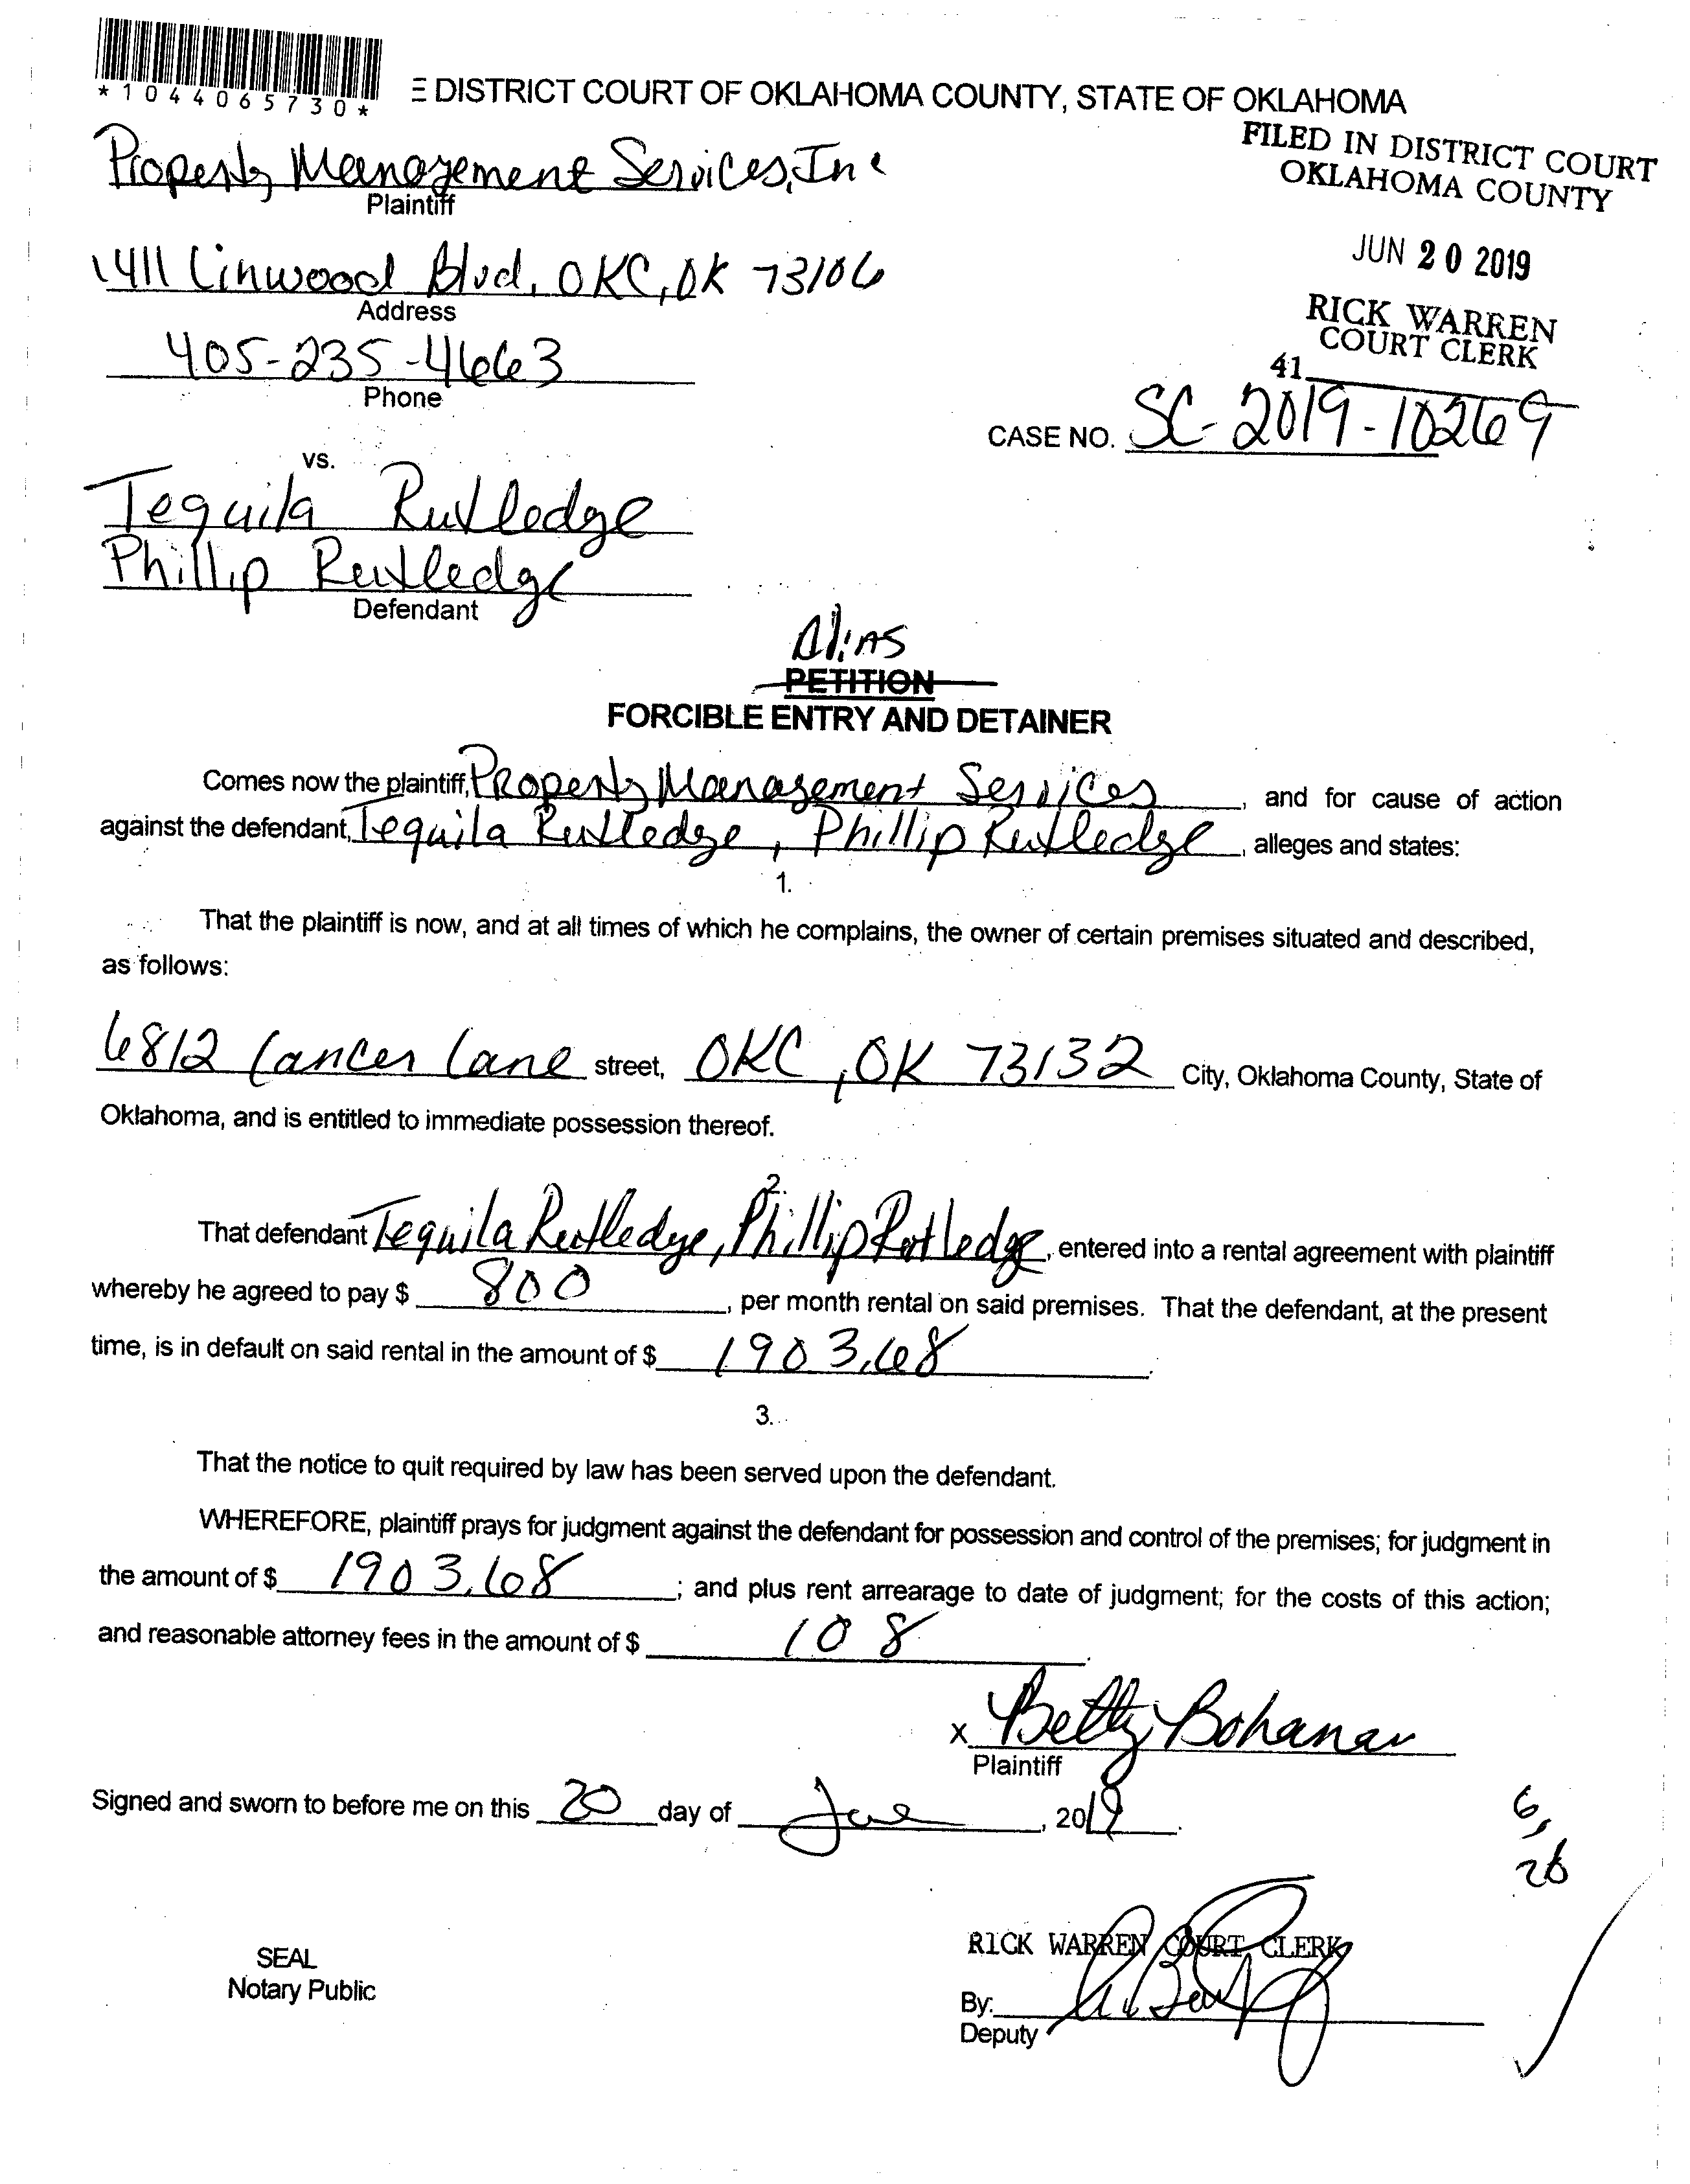 *1044065730*
E DISTRICT COURT OF OKLAHOMA COUNTY, STATE OF OKLAHOMA
FILED IN DISTRICT COURT
OKLAHOMA COUNTY
Property Management Services, Inc
Plaintiff
JUN 20 2019
1411 Linwood Blvd, OKC, OK 73106
Address
RICK WARREN
COURT CLERK
405-235-4663
Phone
41
CASE NO. SC-2019-10269
vs.
Tequila Rutledge
Phillip Rutledge
Defendant
Alias
PETITION
FORCIBLE ENTRY AND DETAINER
Comes now the plaintiff, Property Management Services, and for cause of action
against the defendant, Tequila Rutledge, Phillip Rutledge, alleges and states:
1.
That the plaintiff is now, and at all times of which he complains, the owner of certain premises situated and described,
as follows:
6812 Lancer Lane street, OKC, OK 73132 City, Oklahoma County, State of
Oklahoma, and is entitled to immediate possession thereof.
2.
That defendant Tequila Rutledge, Phillip Rutledge, entered into a rental agreement with plaintiff
whereby he agreed to pay $ 800, per month rental on said premises. That the defendant, at the present
time, is in default on said rental in the amount of $ 1903.68.
3.
That the notice to quit required by law has been served upon the defendant.
WHEREFORE, plaintiff prays for judgment against the defendant for possession and control of the premises; for judgment in
the amount of $ 1903.68; and plus rent arrearage to date of judgment; for the costs of this action;
and reasonable attorney fees in the amount of $ 108.
x Betty Bohanan
Plaintiff
Signed and sworn to before me on this 20 day of June, 2019.
6,
26
RICK WARREN COURT CLERK
SEAL
Notary Public
By:
Deputy